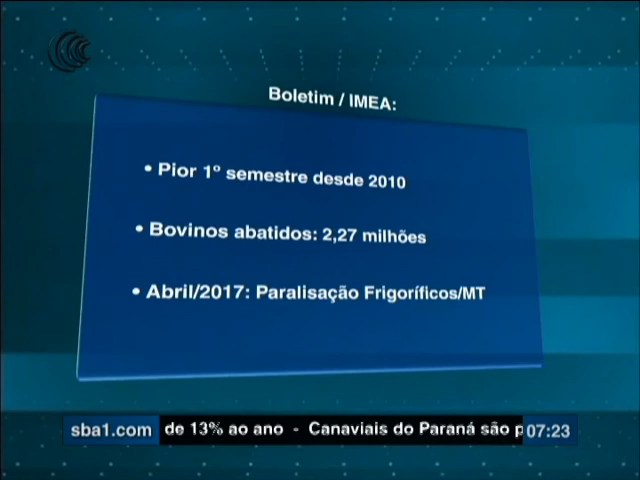 Boletim / IMEA:
• Pior 1º semestre desde 2010
• Bovinos abatidos: 2,27 milhões
• Abril/2017: Paralisação Frigoríficos/MT
sba1.com de 13% ao ano - Canaviais do Paraná são 07:23